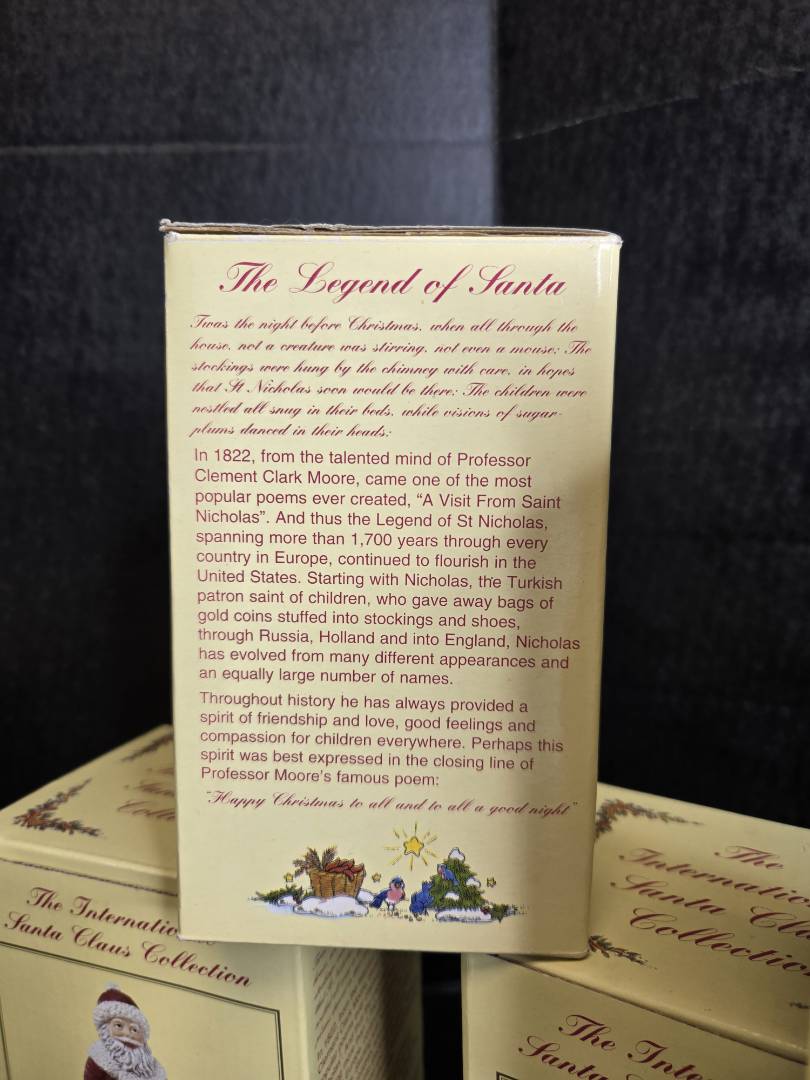 The Legend of Santa
Twas the night before Christmas, when all through the
house, not a creature was stirring, not even a mouse; The
stockings were hung by the chimney with care, in hopes
that St Nicholas soon would be there; The children were
nestled all snug in their beds, while visions of sugar-
plums danced in their heads;
In 1822, from the talented mind of Professor
Clement Clark Moore, came one of the most
popular poems ever created, “A Visit From Saint
Nicholas”. And thus the Legend of St Nicholas,
spanning more than 1,700 years through every
country in Europe, continued to flourish in the
United States. Starting with Nicholas, the Turkish
patron saint of children, who gave away bags of
gold coins stuffed into stockings and shoes,
through Russia, Holland and into England, Nicholas
has evolved from many different appearances and
an equally large number of names.
Throughout history he has always provided a
spirit of friendship and love, good feelings and
compassion for children everywhere. Perhaps this
spirit was best expressed in the closing line of
Professor Moore's famous poem:
“Happy Christmas to all and to all a good night”
The
The Internatio
Santa Claus Collection
The
Internatio
Santa Cla
Collectio
The Inte
Santa